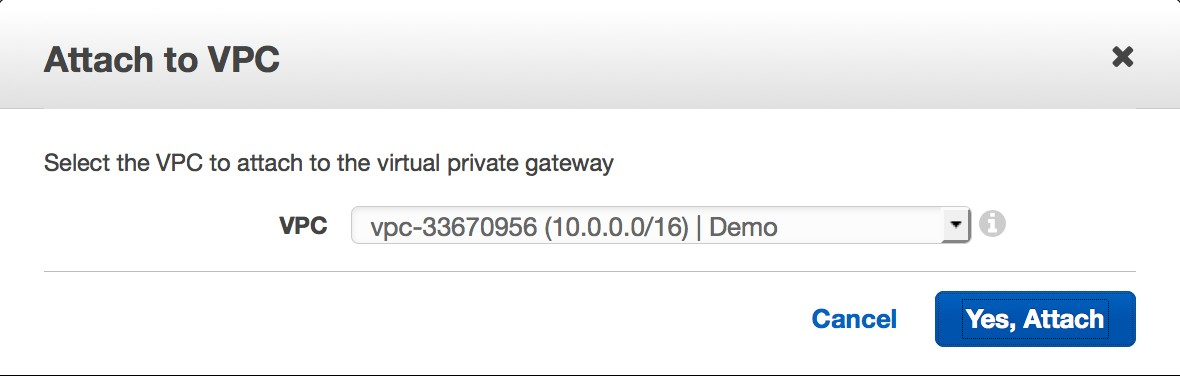 Attach to VPC
Select the VPC to attach to the virtual private gateway
VPC vpc-33670956 (10.0.0.0/16) | Demo
Cancel Yes, Attach